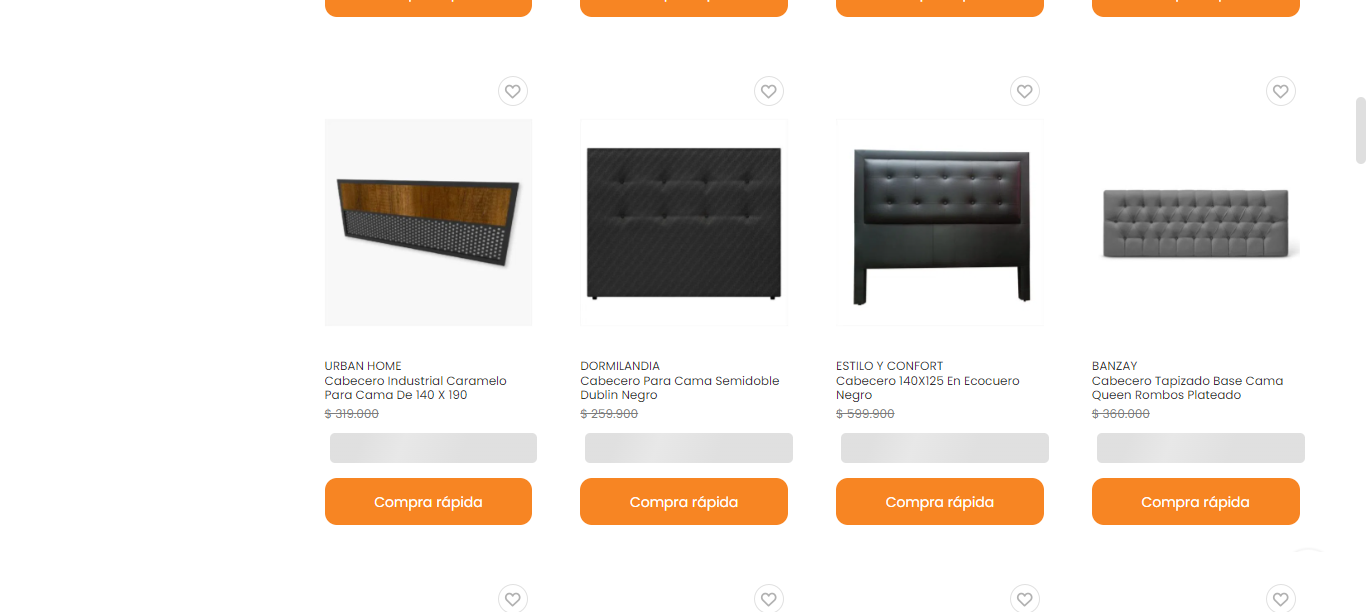 URBAN HOME
Cabecero Industrial Caramelo
Para Cama De 140 X 190
$ 319.000
DORMILANDIA
Cabecero Para Cama Semidoble
Dublin Negro
$ 259.900
ESTILO Y CONFORT
Cabecero 140X125 En Ecocuero
Negro
$ 599.900
BANZAY
Cabecero Tapizado Base Cama
Queen Rombos Plateado
$ 360.000
Compra rápida
Compra rápida
Compra rápida
Compra rápida